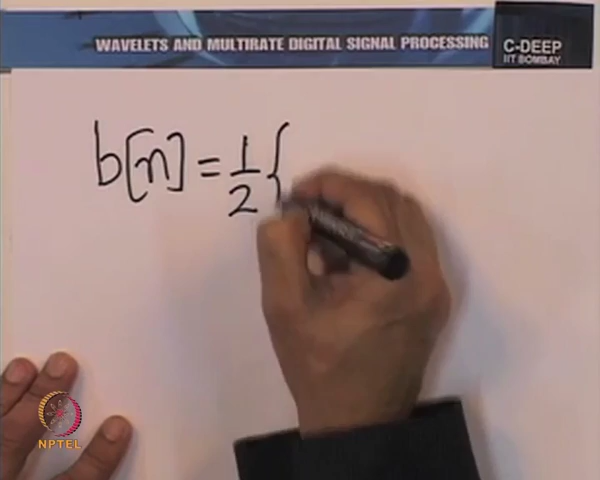 WAVELETS AND MULTIRATE DIGITAL SIGNAL PROCESSING
C-DEEP
IIT BOMBAY
b[n] = 1/2 {
NPTEL